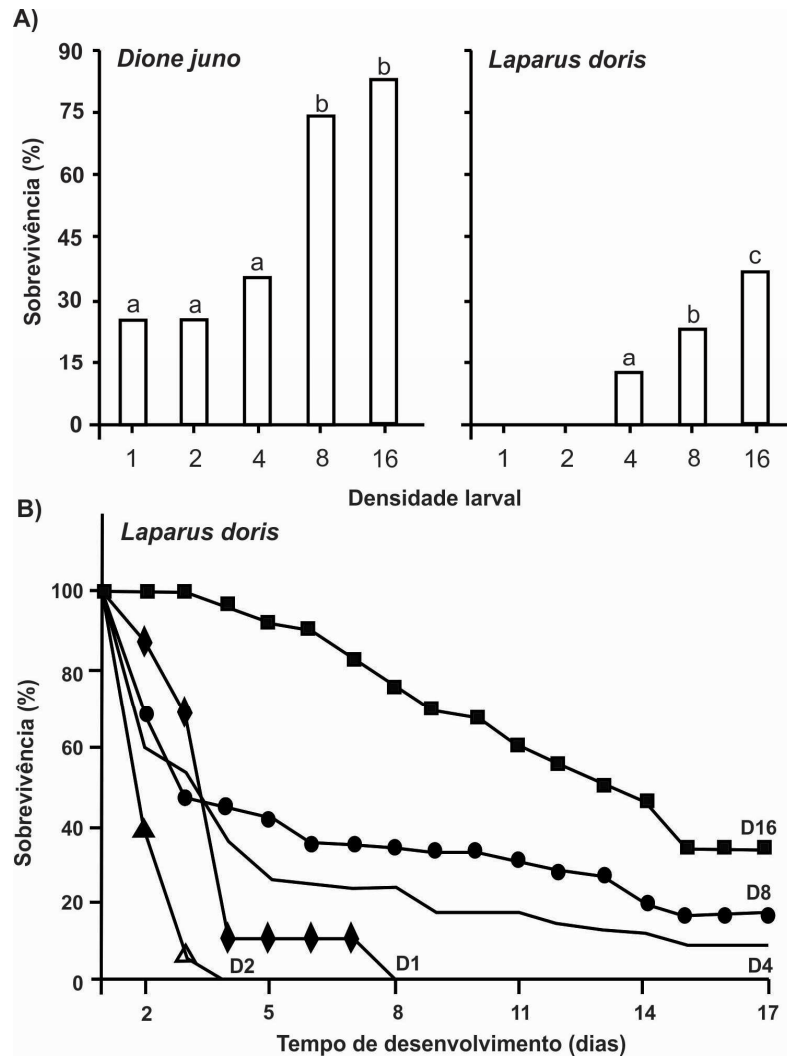 A)
Dione juno
Laparus doris
Sobrevivência (%)
90
75
60
45
30
15
0
a
a
a
b
b
a
b
c
1 2 4 8 16
1 2 4 8 16
Densidade larval
B)
Laparus doris
Sobrevivência (%)
100
80
60
40
20
0
D16
D8
D4
D2
D1
2 5 8 11 14 17
Tempo de desenvolvimento (dias)